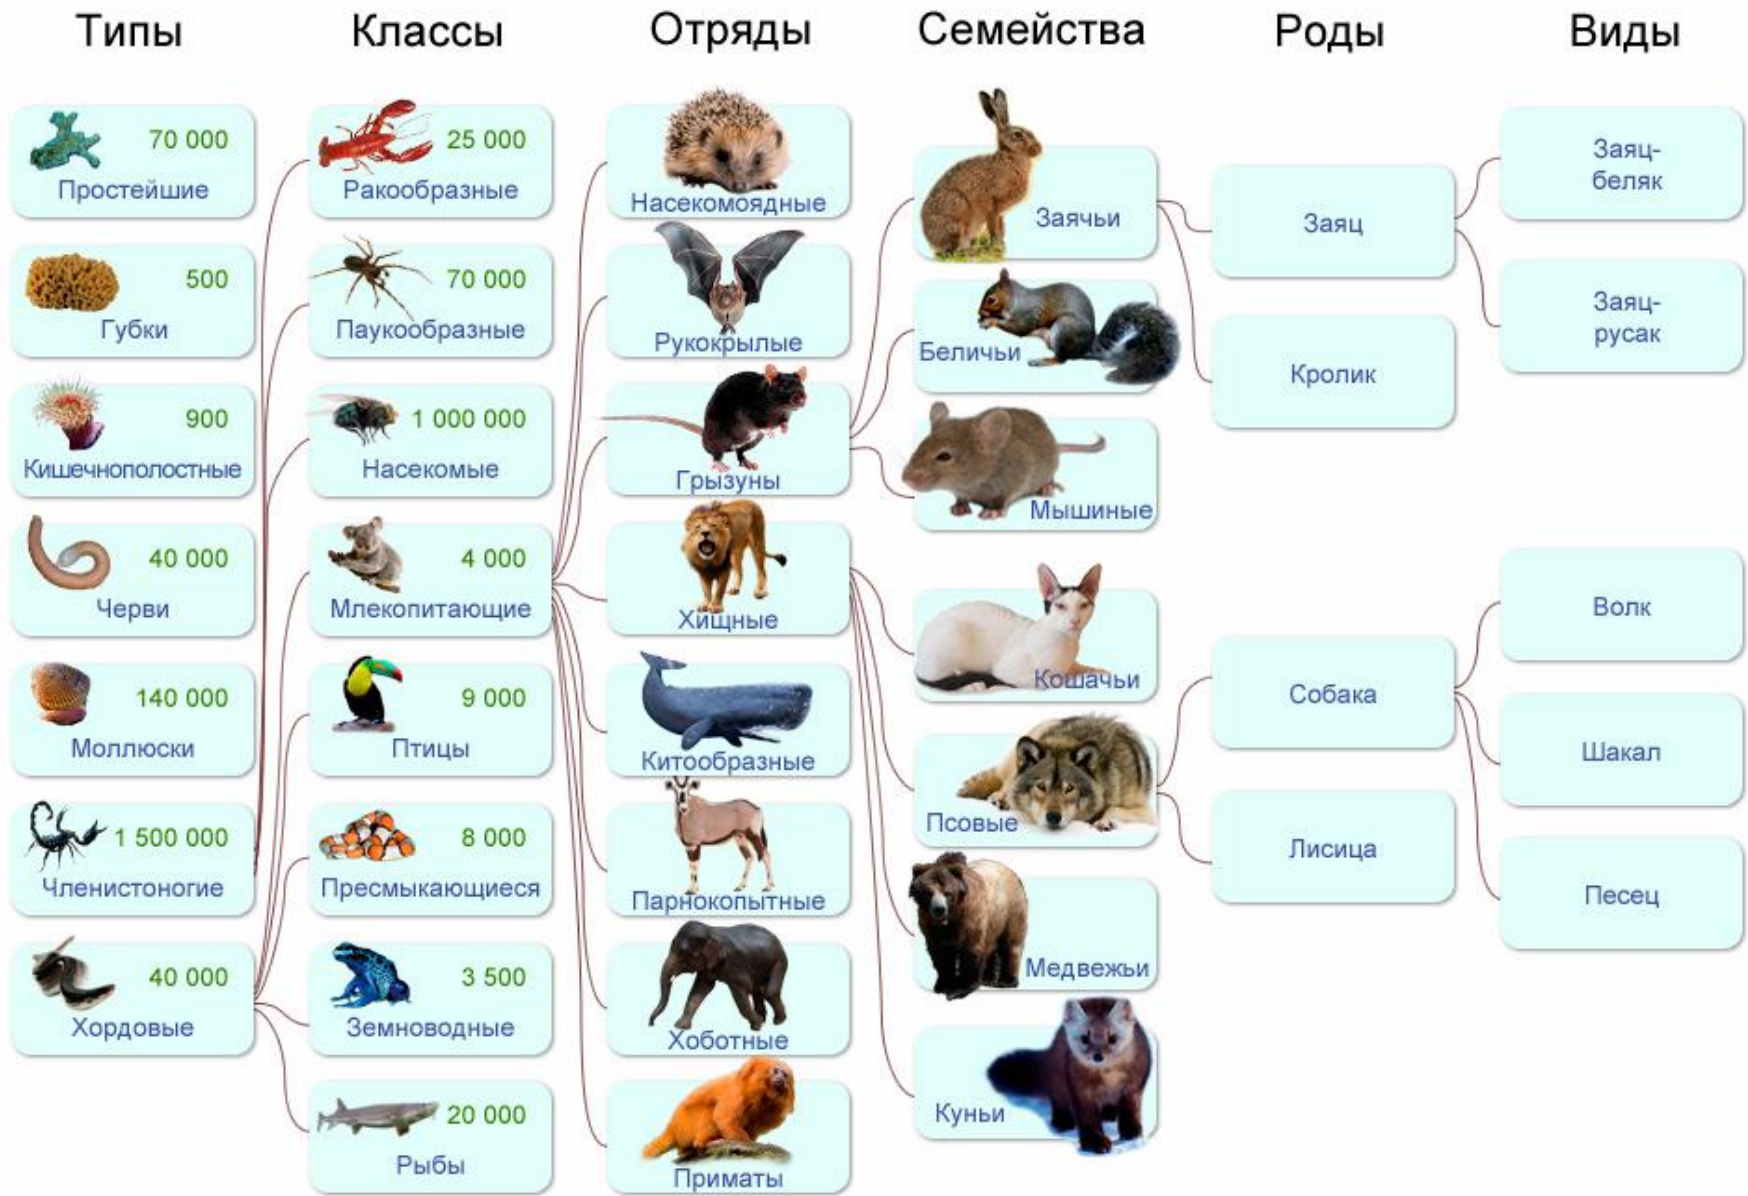 Типы
Классы
Отряды
Семейства
Роды
Виды
70 000
Простейшие
500
Губки
900
Кишечнополостные
40 000
Черви
140 000
Моллюски
1 500 000
Членистоногие
40 000
Хордовые
25 000
Ракообразные
70 000
Паукообразные
1 000 000
Насекомые
4 000
Млекопитающие
9 000
Птицы
8 000
Пресмыкающиеся
3 500
Земноводные
20 000
Рыбы
Насекомоядные
Рукокрылые
Грызуны
Хищные
Китообразные
Парнокопытные
Хоботные
Приматы
Заячьи
Беличьи
Мышиные
Кошачьи
Псовые
Медвежьи
Куньи
Заяц
Кролик
Собака
Лисица
Заяц-
беляк
Заяц-
русак
Волк
Шакал
Песец